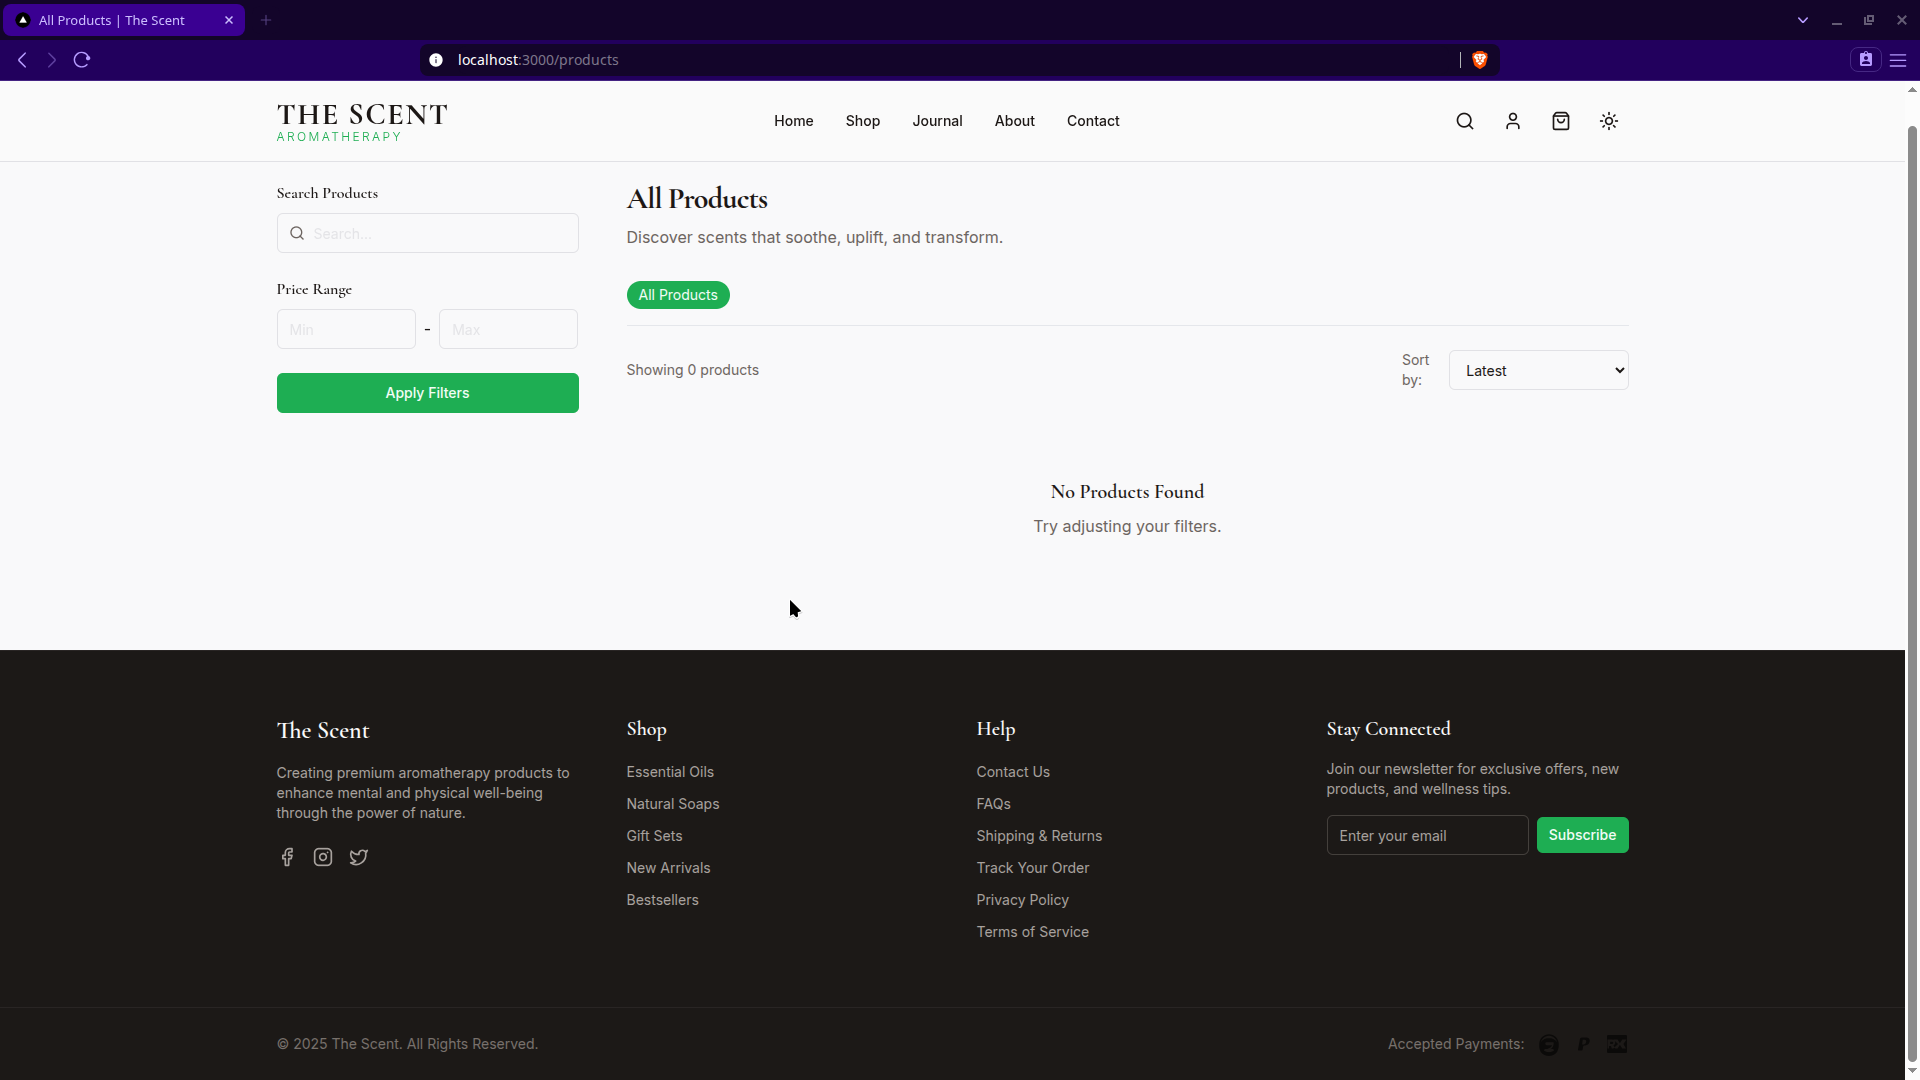 All Products | The Scent
localhost:3000/products
THE SCENT
AROMATHERAPY
Home
Shop
Journal
About
Contact
Search Products
Search...
Price Range
Min
-
Max
Apply Filters
All Products
Discover scents that soothe, uplift, and transform.
All Products
Showing 0 products
Sort
by:
Latest
No Products Found
Try adjusting your filters.
The Scent
Creating premium aromatherapy products to
enhance mental and physical well-being
through the power of nature.
Shop
Essential Oils
Natural Soaps
Gift Sets
New Arrivals
Bestsellers
Help
Contact Us
FAQs
Shipping & Returns
Track Your Order
Privacy Policy
Terms of Service
Stay Connected
Join our newsletter for exclusive offers, new
products, and wellness tips.
Enter your email
Subscribe
© 2025 The Scent. All Rights Reserved.
Accepted Payments: